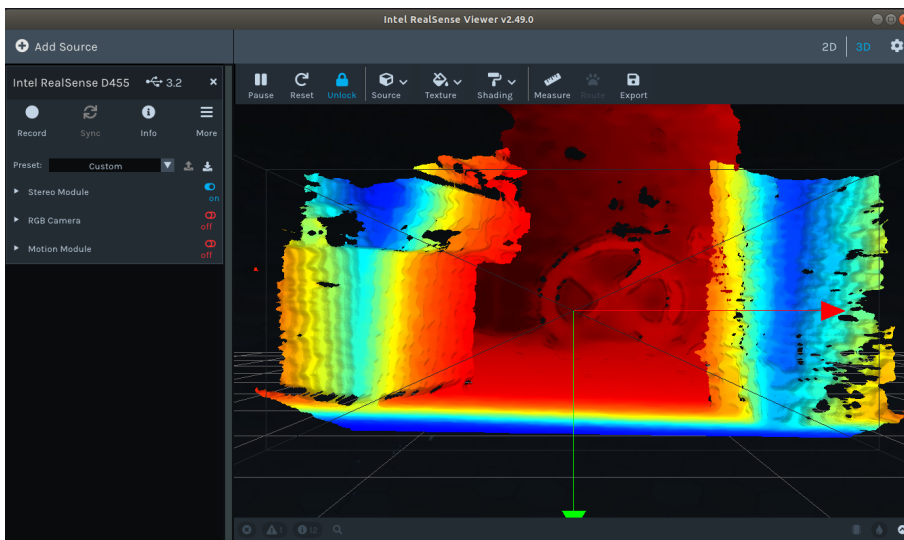 Intel RealSense Viewer v2.49.0
Add Source
2D 3D
Intel RealSense D455 3.2
Pause Reset Unlock Source Texture Shading Measure Route Export
Record Sync Info More
Preset: Custom
Stereo Module on
RGB Camera off
Motion Module off
1 12